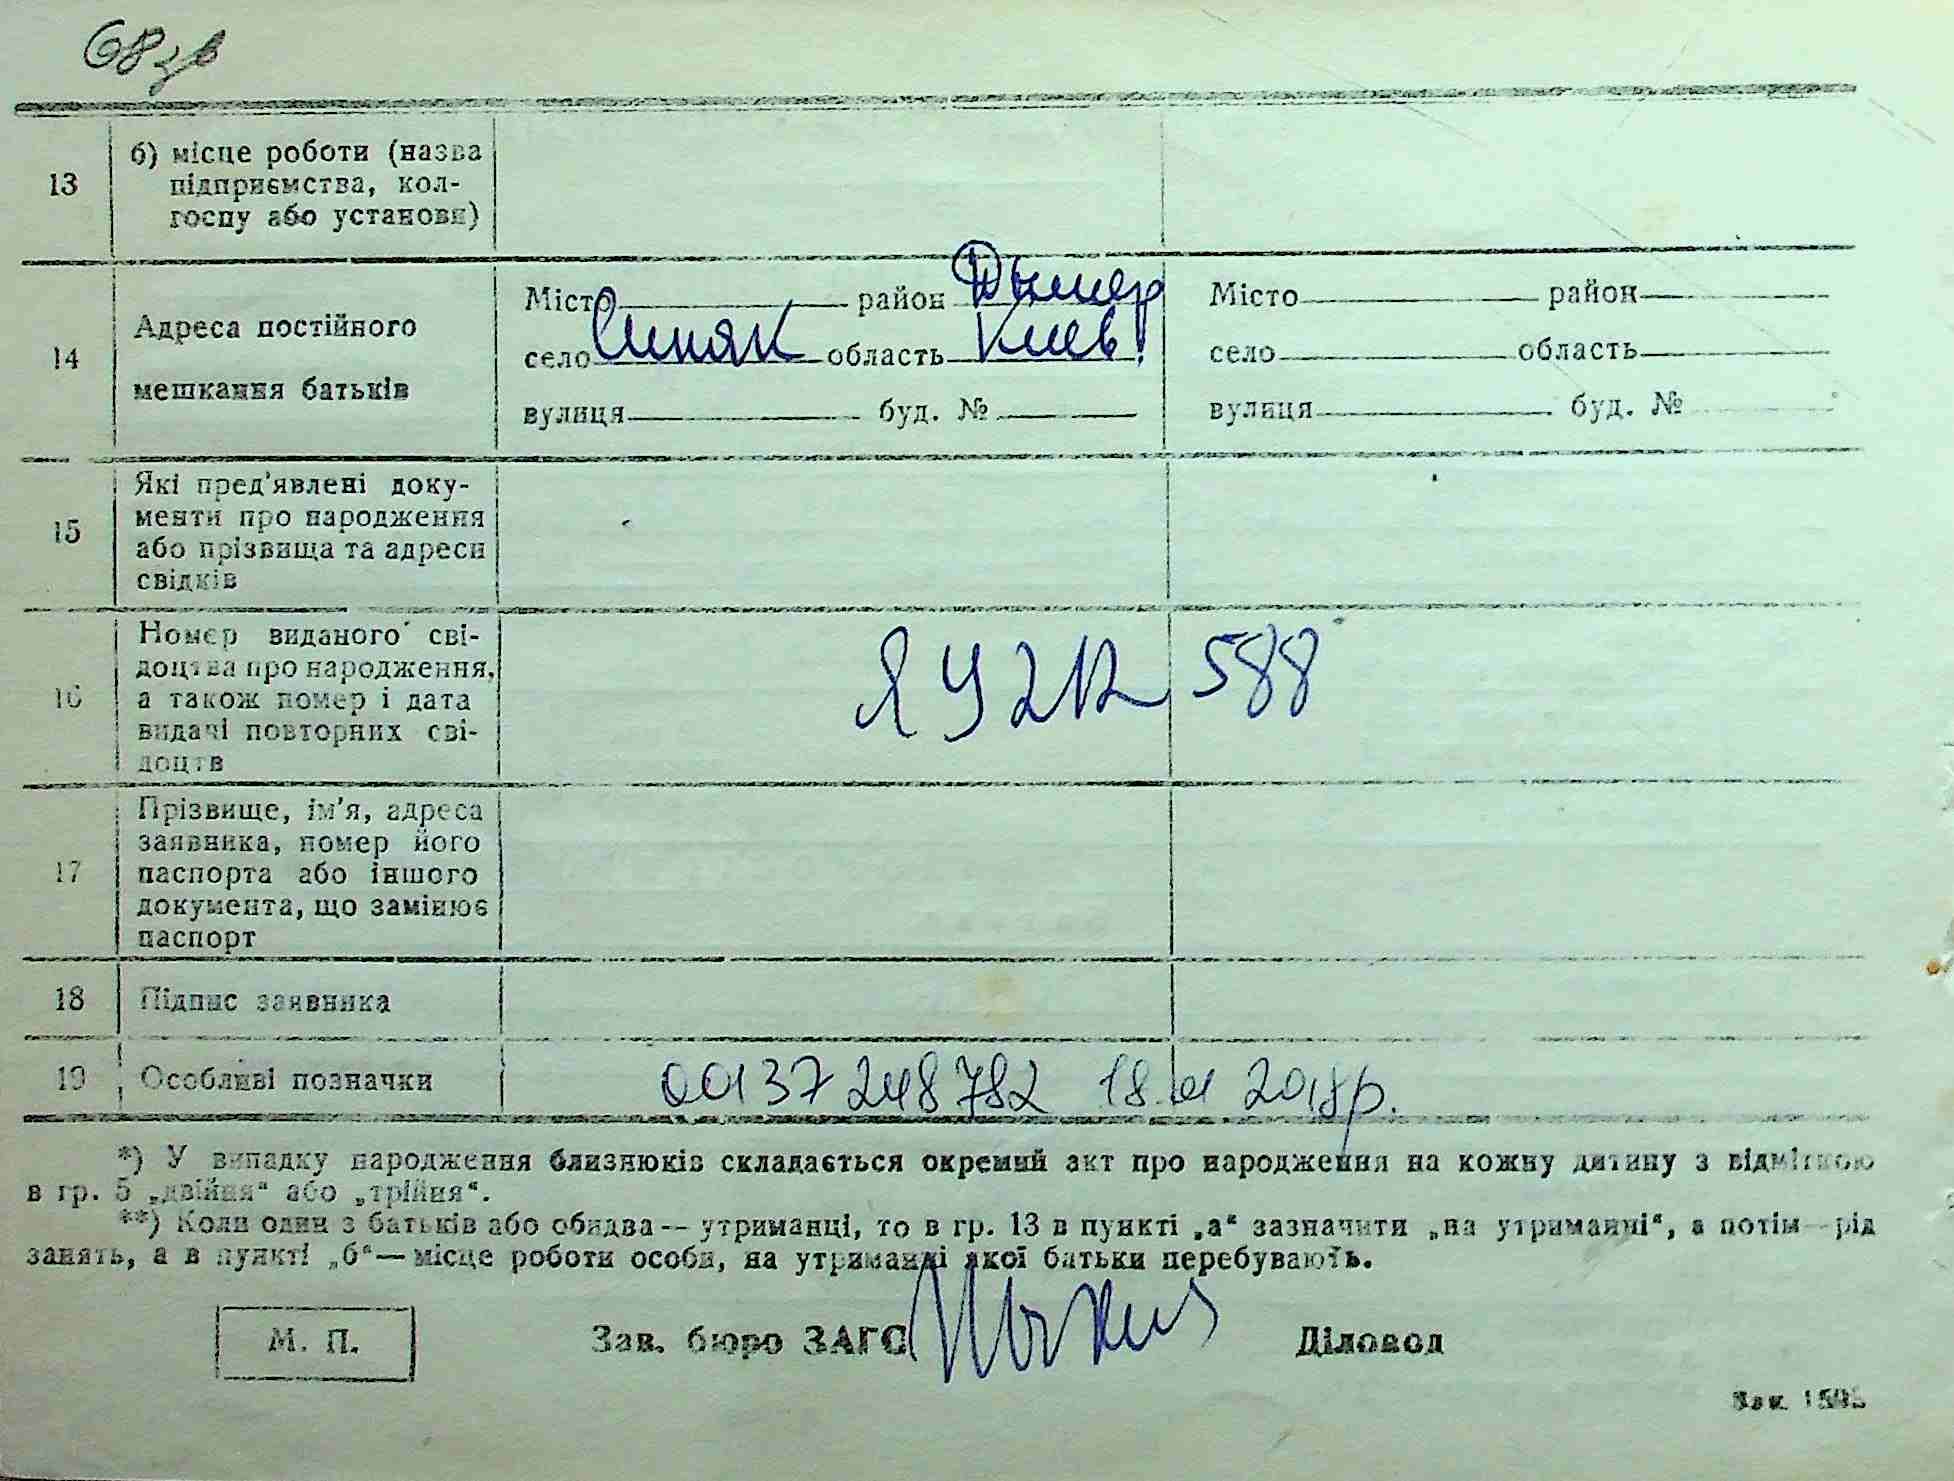 68 зв
13
б) місце роботи (назва
підприємства, кол-
госпу або установи)
14
Адреса постійного
мешкання батьків
Місто район Дымер
село Синяк область Киев.
вулиця буд. №
Місто район
село область
вулиця буд. №
15
Які пред'явлені доку-
менти про народження
або прізвища та адреси
свідків
16
Номер виданого сві-
доцтва про народження,
а також номер і дата
видачі повторних сві-
доцтв
588
17
Прізвище, ім'я, адреса
заявника, номер його
паспорта або іншого
документа, що замінює
паспорт
18
Підпис заявника
19
Особливі позначки
00137248782 18 01 2018р.
*) У випадку народження близнюків складається окремий акт про народження на кожну дитину з відміткою
в гр. 5 „двійня“ або „трійня“.
**) Коли один з батьків або обидва — утриманці, то в гр. 13 в пункті „а“ зазначити „на утриманні“, а потім — рід
занять, а в пункті „б“ — місце роботи особи, на утриманні якої батьки перебувають.
М. П.
Зав. бюро ЗАГС
Діловод
Зак.